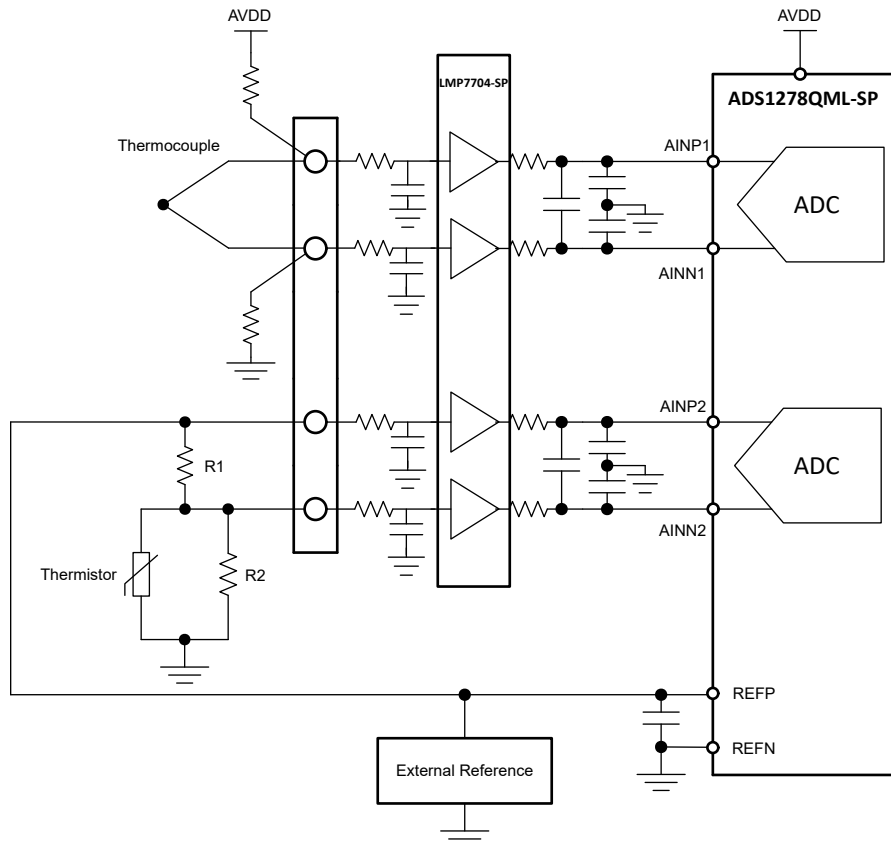 AVDD
AVDD
LMP7704-SP
ADS1278QML-SP
Thermocouple
AINP1
ADC
AINN1
AINP2
R1
ADC
AINN2
Thermistor
R2
REFP
REFN
External Reference